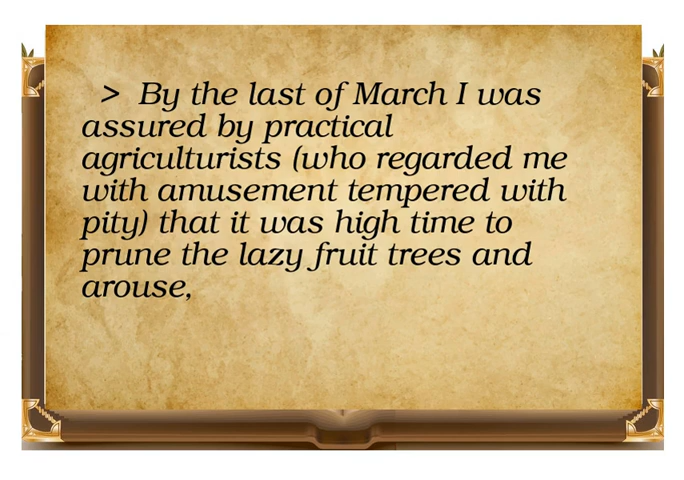 > By the last of March I was
assured by practical
agriculturists (who regarded me
with amusement tempered with
pity) that it was high time to
prune the lazy fruit trees and
arouse,